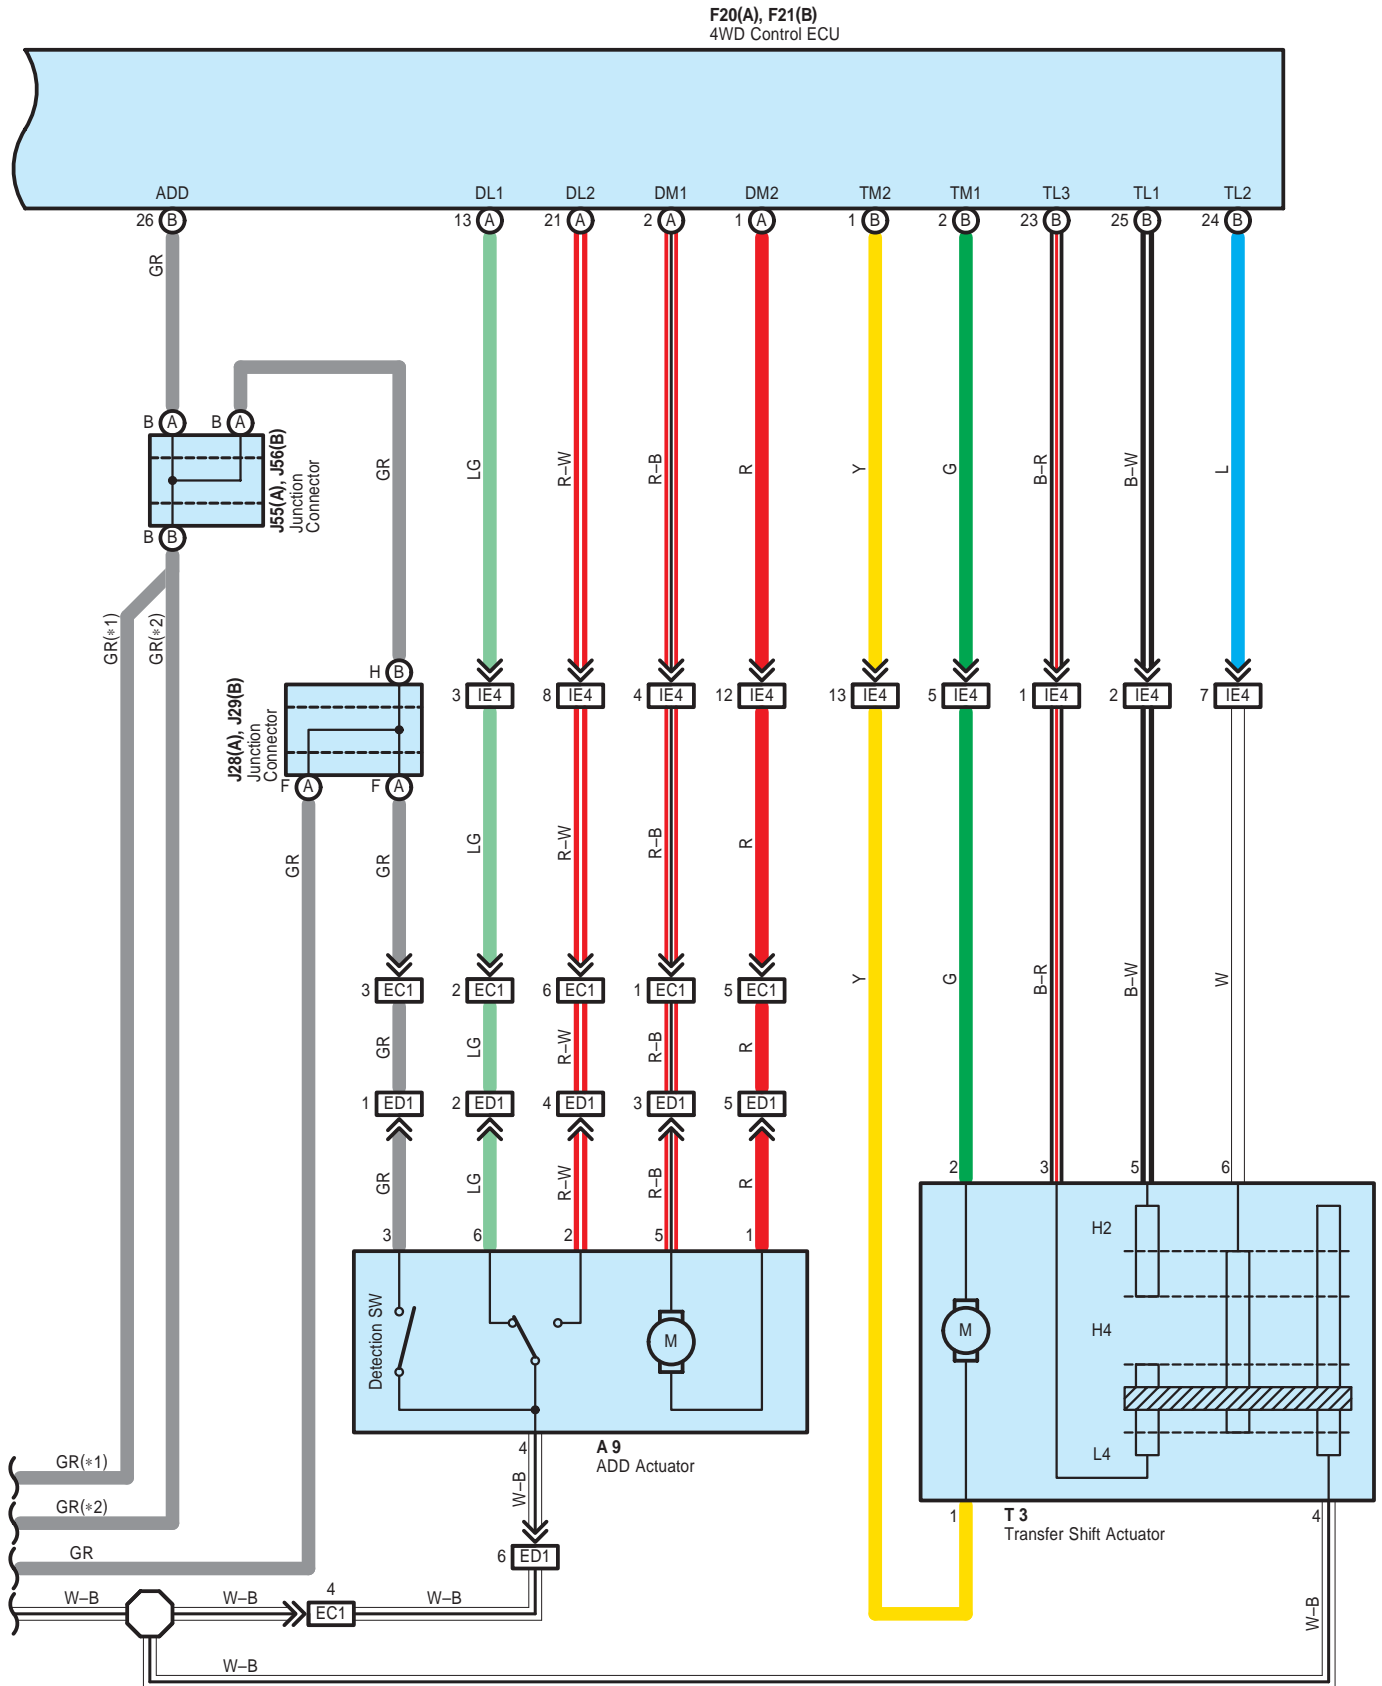 F20(A), F21(B)
4WD Control ECU
ADD DL1 DL2 DM1 DM2 TM2 TM1 TL3 TL1 TL2
26 B 13 A 21 A 2 A 1 A 1 B 2 B 23 B 25 B 24 B
GR
B A B A
J55(A), J56(B)
Junction
Connector
GR LG R–W R–B R Y G B–R B–W L
B B
GR(*1) GR(*2)
H B
3 IE4 8 IE4 4 IE4 12 IE4 13 IE4 5 IE4 1 IE4 2 IE4 7 IE4
J28(A), J29(B)
Junction
Connector
F A F A
GR GR LG R–W R–B R
Y G B–R B–W W
3 EC1 2 EC1 6 EC1 1 EC1 5 EC1
GR LG R–W R–B R
1 ED1 2 ED1 4 ED1 3 ED1 5 ED1
GR LG R–W R–B R
2 3 5 6
3 6 2 5 1
H2
Detection SW
M
M
H4
L4
4
A 9
ADD Actuator
1
T 3
Transfer Shift Actuator
4
GR(*1)
GR(*2)
W–B
GR
6 ED1
W–B W–B 4 EC1 W–B
W–B
W–B